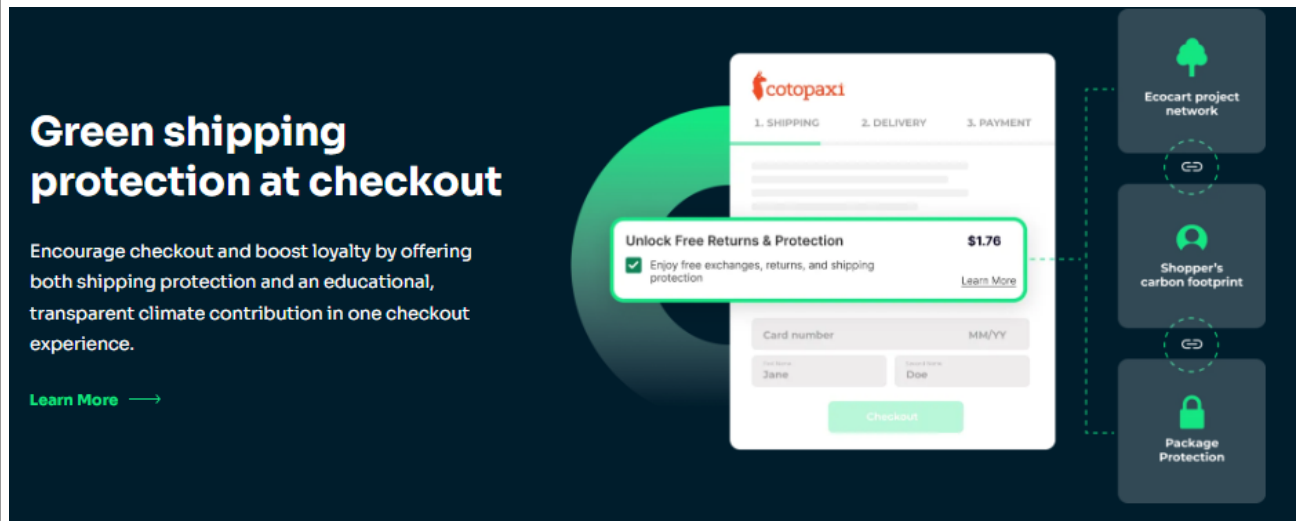 Green shipping
protection at checkout
Encourage checkout and boost loyalty by offering
both shipping protection and an educational,
transparent climate contribution in one checkout
experience.
Learn More
cotopaxi
1. SHIPPING 2. DELIVERY 3. PAYMENT
Unlock Free Returns & Protection $1.76
Enjoy free exchanges, returns, and shipping
protection
Learn More
Card number MM/YY
First Name
Jane
Doe
Checkout
Ecocart project
network
Shopper's
carbon footprint
Package
Protection